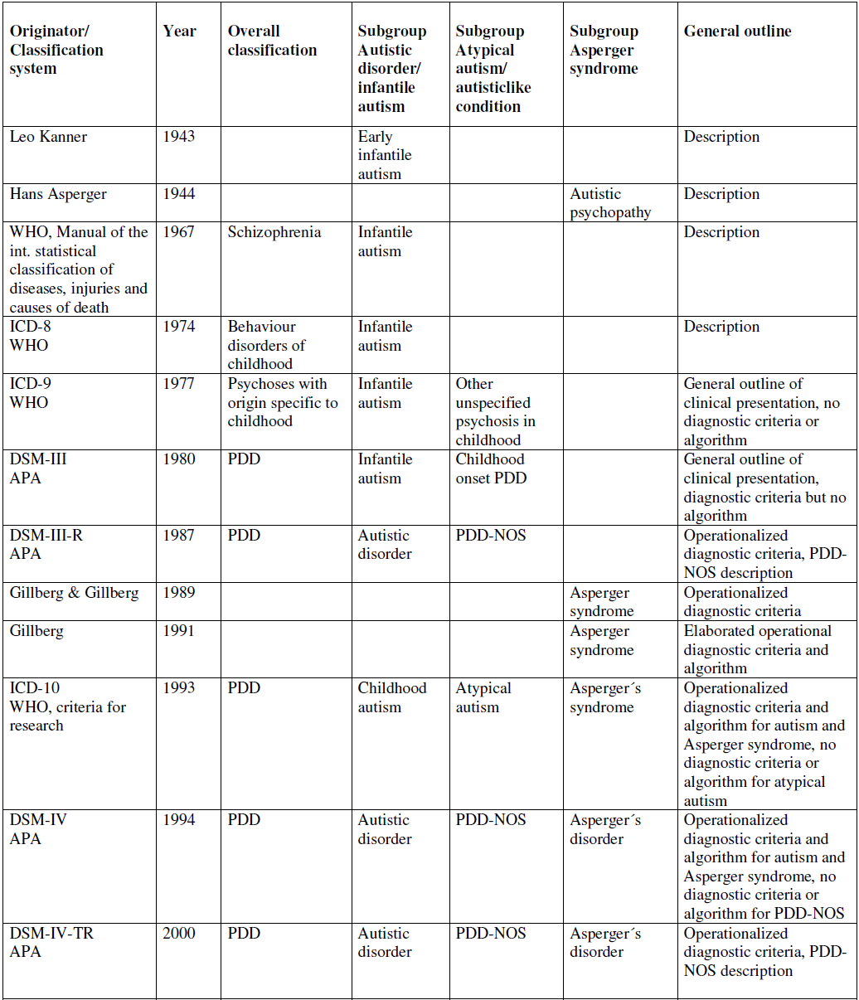 Originator/
Classification
system
Year
Overall
classification
Subgroup
Autistic
disorder/
infantile
autism
Subgroup
Atypical
autism/
autisticlike
condition
Subgroup
Asperger
syndrome
General outline
Leo Kanner
1943
Early
infantile
autism
Description
Hans Asperger
1944
Autistic
psychopathy
Description
WHO, Manual of the
int. statistical
classification of
diseases, injuries and
causes of death
1967
Schizophrenia
Infantile
autism
Description
ICD-8
WHO
1974
Behaviour
disorders of
childhood
Infantile
autism
Description
ICD-9
WHO
1977
Psychoses with
origin specific to
childhood
Infantile
autism
Other
unspecified
psychosis in
childhood
General outline of
clinical presentation, no
diagnostic criteria or
algorithm
DSM-III
APA
1980
PDD
Infantile
autism
Childhood
onset PDD
General outline of
clinical presentation,
diagnostic criteria but no
algorithm
DSM-III-R
APA
1987
PDD
Autistic
disorder
PDD-NOS
Operationalized
diagnostic criteria, PDD-
NOS description
Gillberg & Gillberg
1989
Asperger
syndrome
Operationalized
diagnostic criteria
Gillberg
1991
Asperger
syndrome
Elaborated operational
diagnostic criteria and
algorithm
ICD-10
WHO, criteria for
research
1993
PDD
Childhood
autism
Atypical
autism
Asperger´s
syndrome
Operationalized
diagnostic criteria and
algorithm for autism and
Asperger syndrome, no
diagnostic criteria or
algorithm for atypical
autism
DSM-IV
APA
1994
PDD
Autistic
disorder
PDD-NOS
Asperger´s
disorder
Operationalized
diagnostic criteria and
algorithm for autism and
Asperger syndrome, no
diagnostic criteria or
algorithm for PDD-NOS
DSM-IV-TR
APA
2000
PDD
Autistic
disorder
PDD-NOS
Asperger´s
disorder
Operationalized
diagnostic criteria, PDD-
NOS description